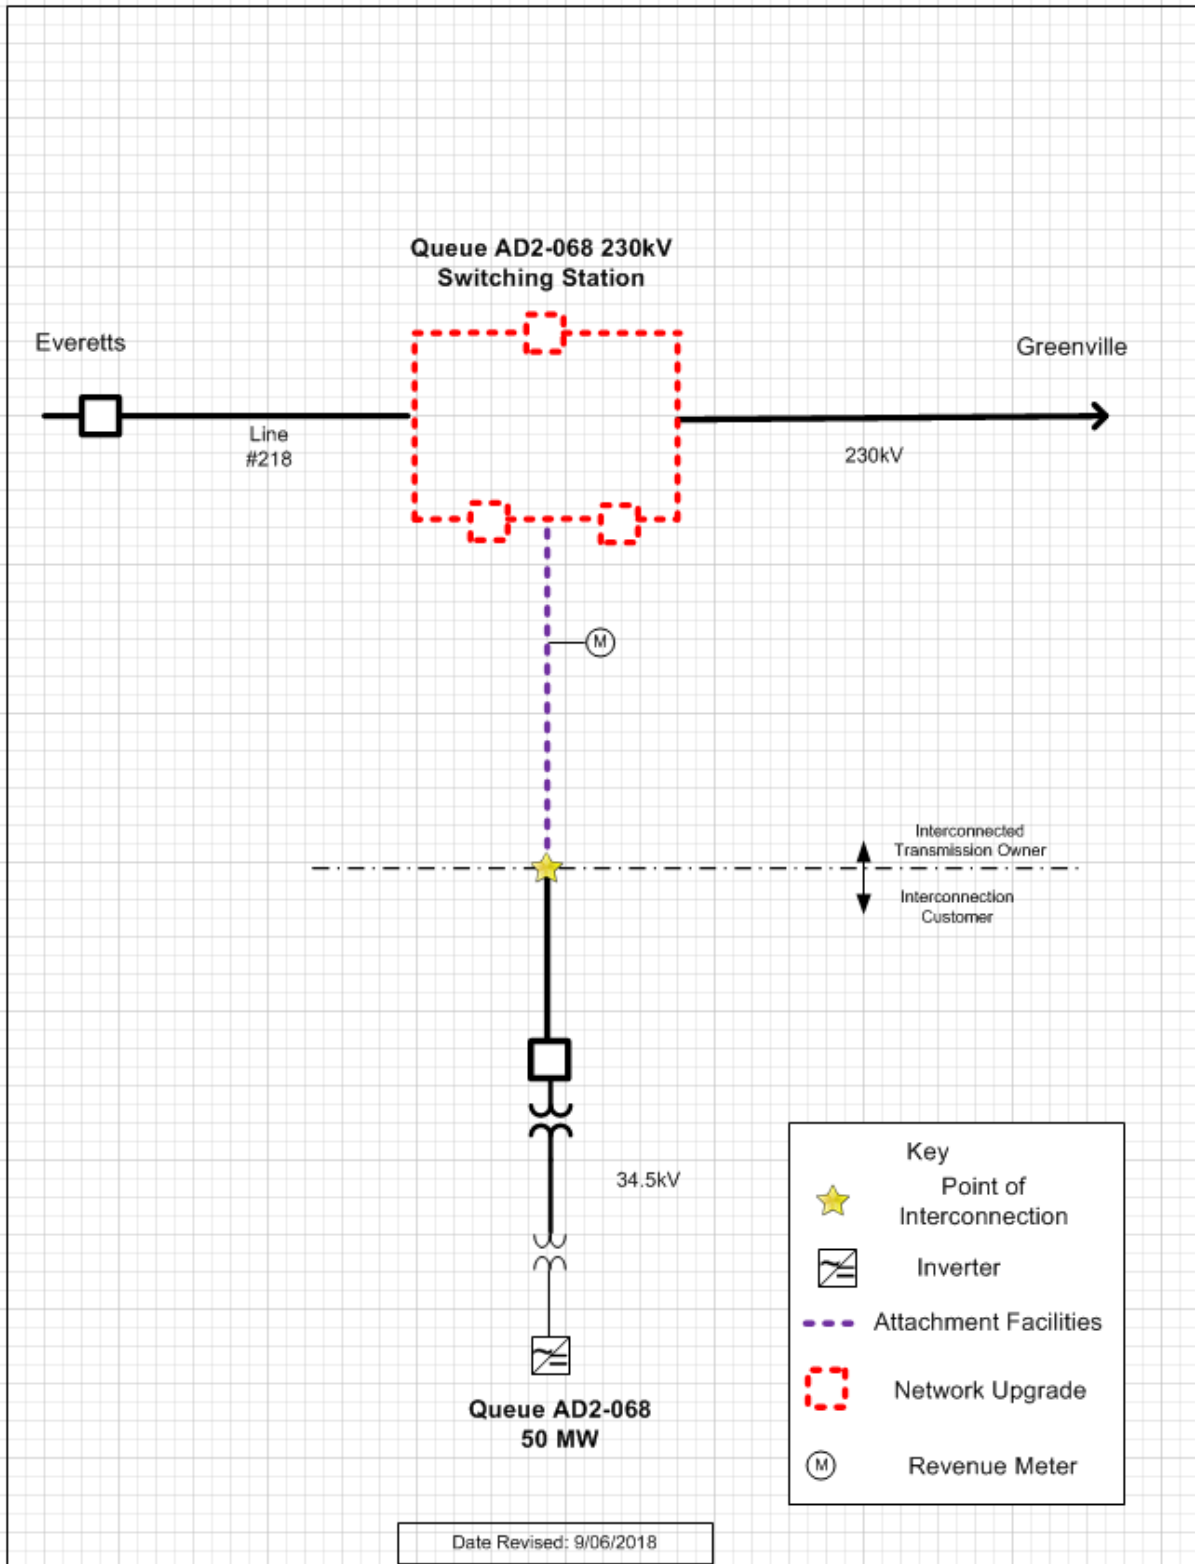 Queue AD2-068 230kV
Switching Station
Everetts
Greenville
Line
#218
230kV
M
Interconnected
Transmission Owner
Interconnection
Customer
34.5kV
Queue AD2-068
50 MW
Key
Point of
Interconnection
Inverter
Attachment Facilities
Network Upgrade
M
Revenue Meter
Date Revised: 9/06/2018